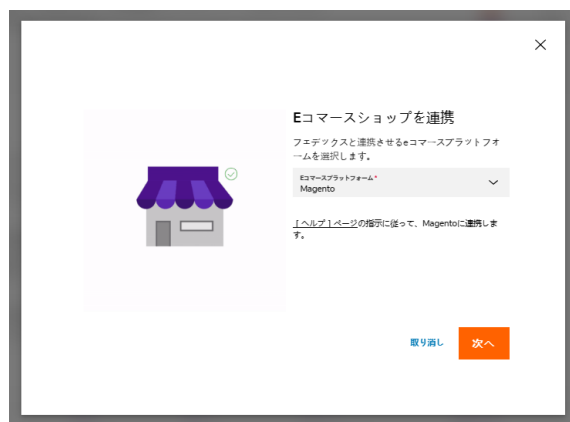 Eコマースショップを連携
フェデックスと連携させるeコマースプラットフォ
ームを選択します。
Eコマースプラットフォーム*
Magento
[ ヘルプ ] ページの指示に従って、Magentoに連携しま
す。
取り消し
次へ